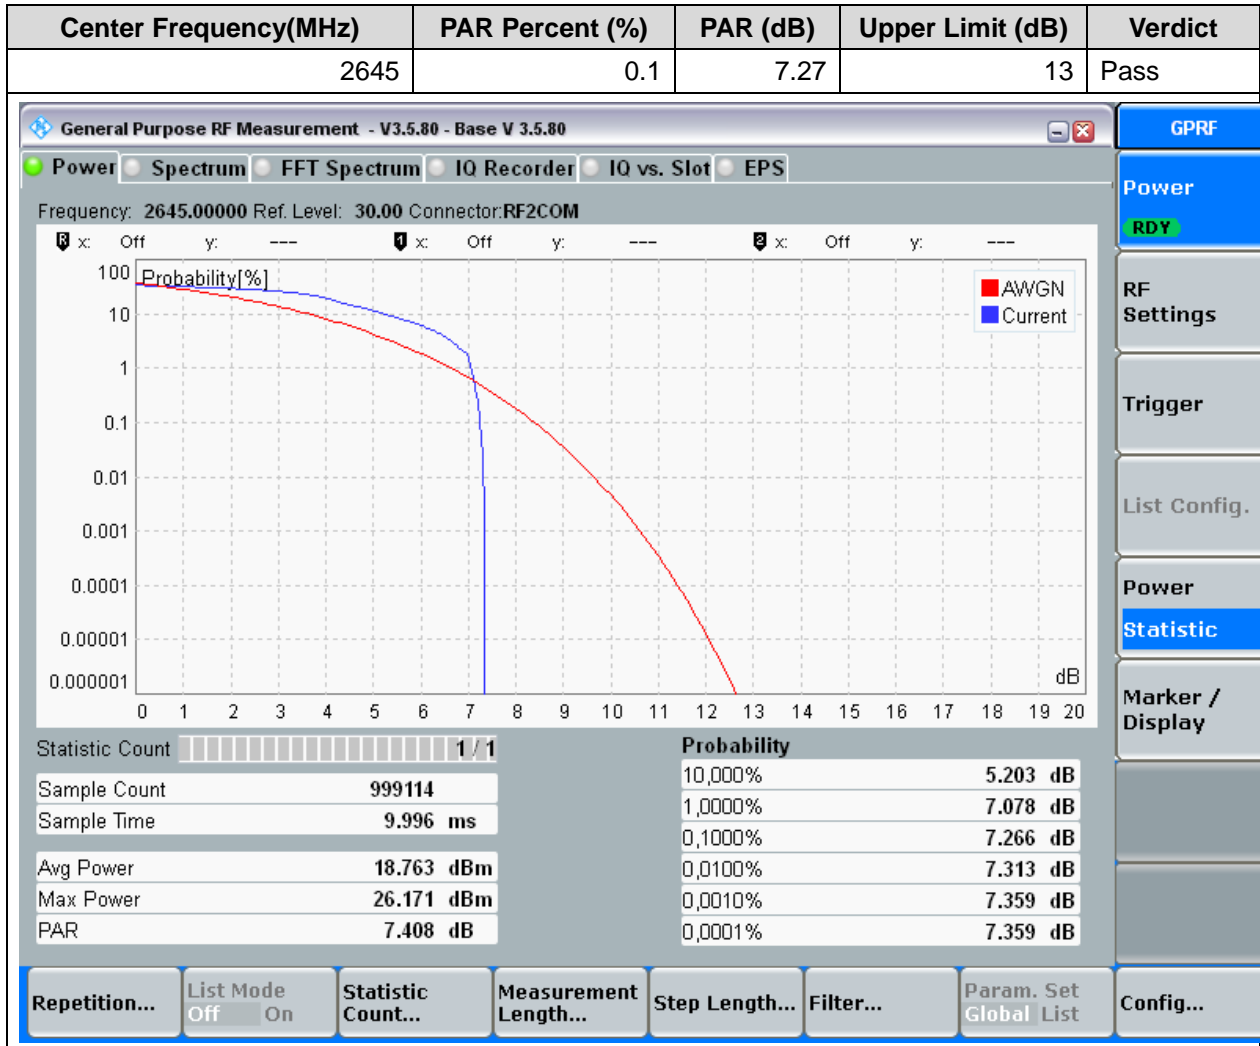 Center Frequency(MHz) PAR Percent (%) PAR (dB) Upper Limit (dB) Verdict
2645 0.1 7.27 13 Pass
General Purpose RF Measurement - V3.5.80 - Base V 3.5.80
GPRF
Power Spectrum FFT Spectrum IQ Recorder IQ vs. Slot EPS
Power
RDY
Frequency: 2645.00000 Ref. Level: 30.00 Connector:RF2COM
R x: Off y: --- 1 x: Off y: --- 2 x: Off y: ---
100 Probability[%]
AWGN
Current
10
1
0.1
0.01
0.001
0.0001
0.00001
0.000001
dB
0 1 2 3 4 5 6 7 8 9 10 11 12 13 14 15 16 17 18 19 20
RF
Settings
Trigger
List Config.
Power
Statistic
Marker /
Display
Statistic Count 1 / 1
Sample Count 999114
Sample Time 9.996 ms
Avg Power 18.763 dBm
Max Power 26.171 dBm
PAR 7.408 dB
Probability
10,000% 5.203 dB
1,0000% 7.078 dB
0,1000% 7.266 dB
0,0100% 7.313 dB
0,0010% 7.359 dB
0,0001% 7.359 dB
Repetition...
List Mode
Off On
Statistic
Count...
Measurement
Length...
Step Length...
Filter...
Param. Set
Global List
Config...